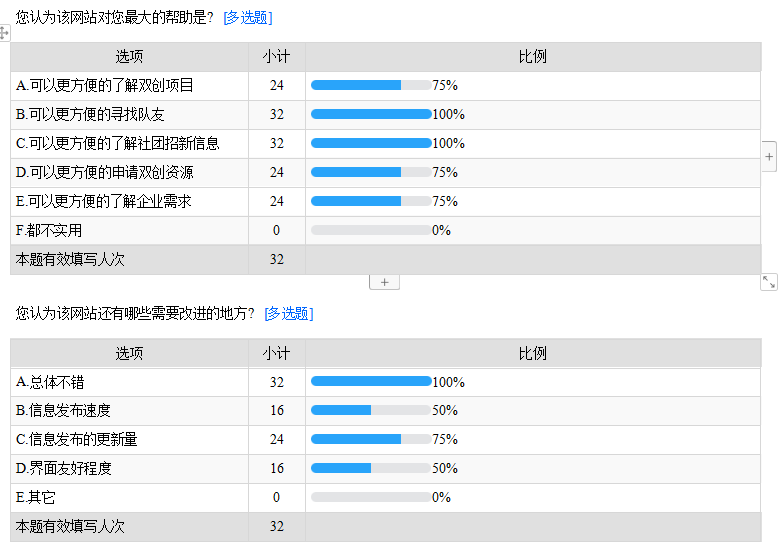 您认为该网站对您最大的帮助是? [多选题]
选项 小计 比例
A.可以更方便的了解双创项目 24 75%
B.可以更方便的寻找队友 32 100%
C.可以更方便的了解社团招新信息 32 100%
D.可以更方便的申请双创资源 24 75%
E.可以更方便的了解企业需求 24 75%
F.都不实用 0 0%
本题有效填写人次 32
您认为该网站还有哪些需要改进的地方? [多选题]
选项 小计 比例
A.总体不错 32 100%
B.信息发布速度 16 50%
C.信息发布的更新量 24 75%
D.界面友好程度 16 50%
E.其它 0 0%
本题有效填写人次 32